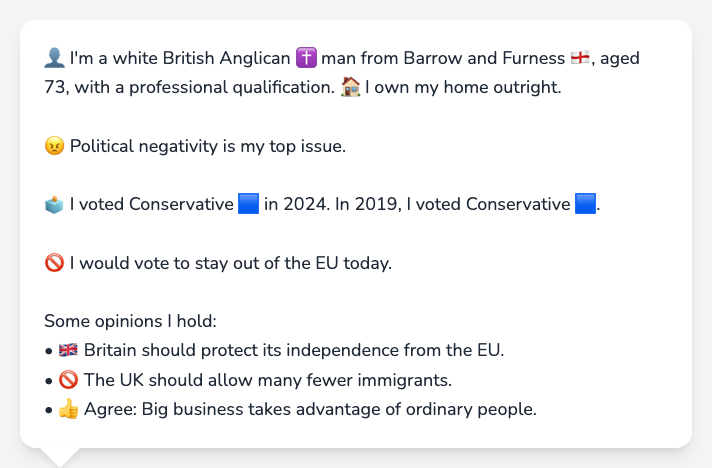 👤 I'm a white British Anglican ✝️ man from Barrow and Furness 🏴󠁧󠁢󠁥󠁮󠁧󠁿, aged
73, with a professional qualification. 🏠 I own my home outright.
😠 Political negativity is my top issue.
🗳️ I voted Conservative 🟦 in 2024. In 2019, I voted Conservative 🟦.
🚫 I would vote to stay out of the EU today.
Some opinions I hold:
• 🇬🇧 Britain should protect its independence from the EU.
• 🚫 The UK should allow many fewer immigrants.
• 👍 Agree: Big business takes advantage of ordinary people.